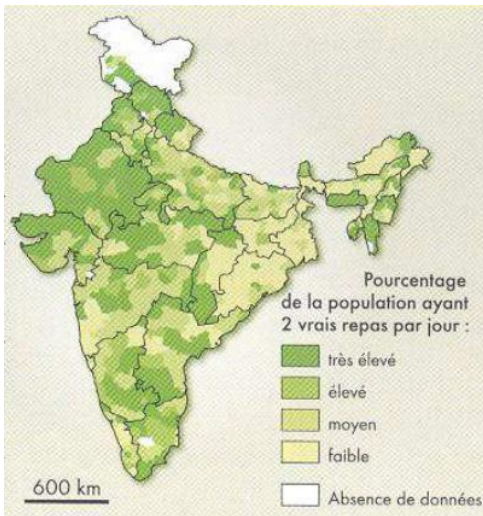 Pourcentage
de la population ayant
2 vrais repas par jour :
très élevé
élevé
moyen
faible
Absence de données
600 km